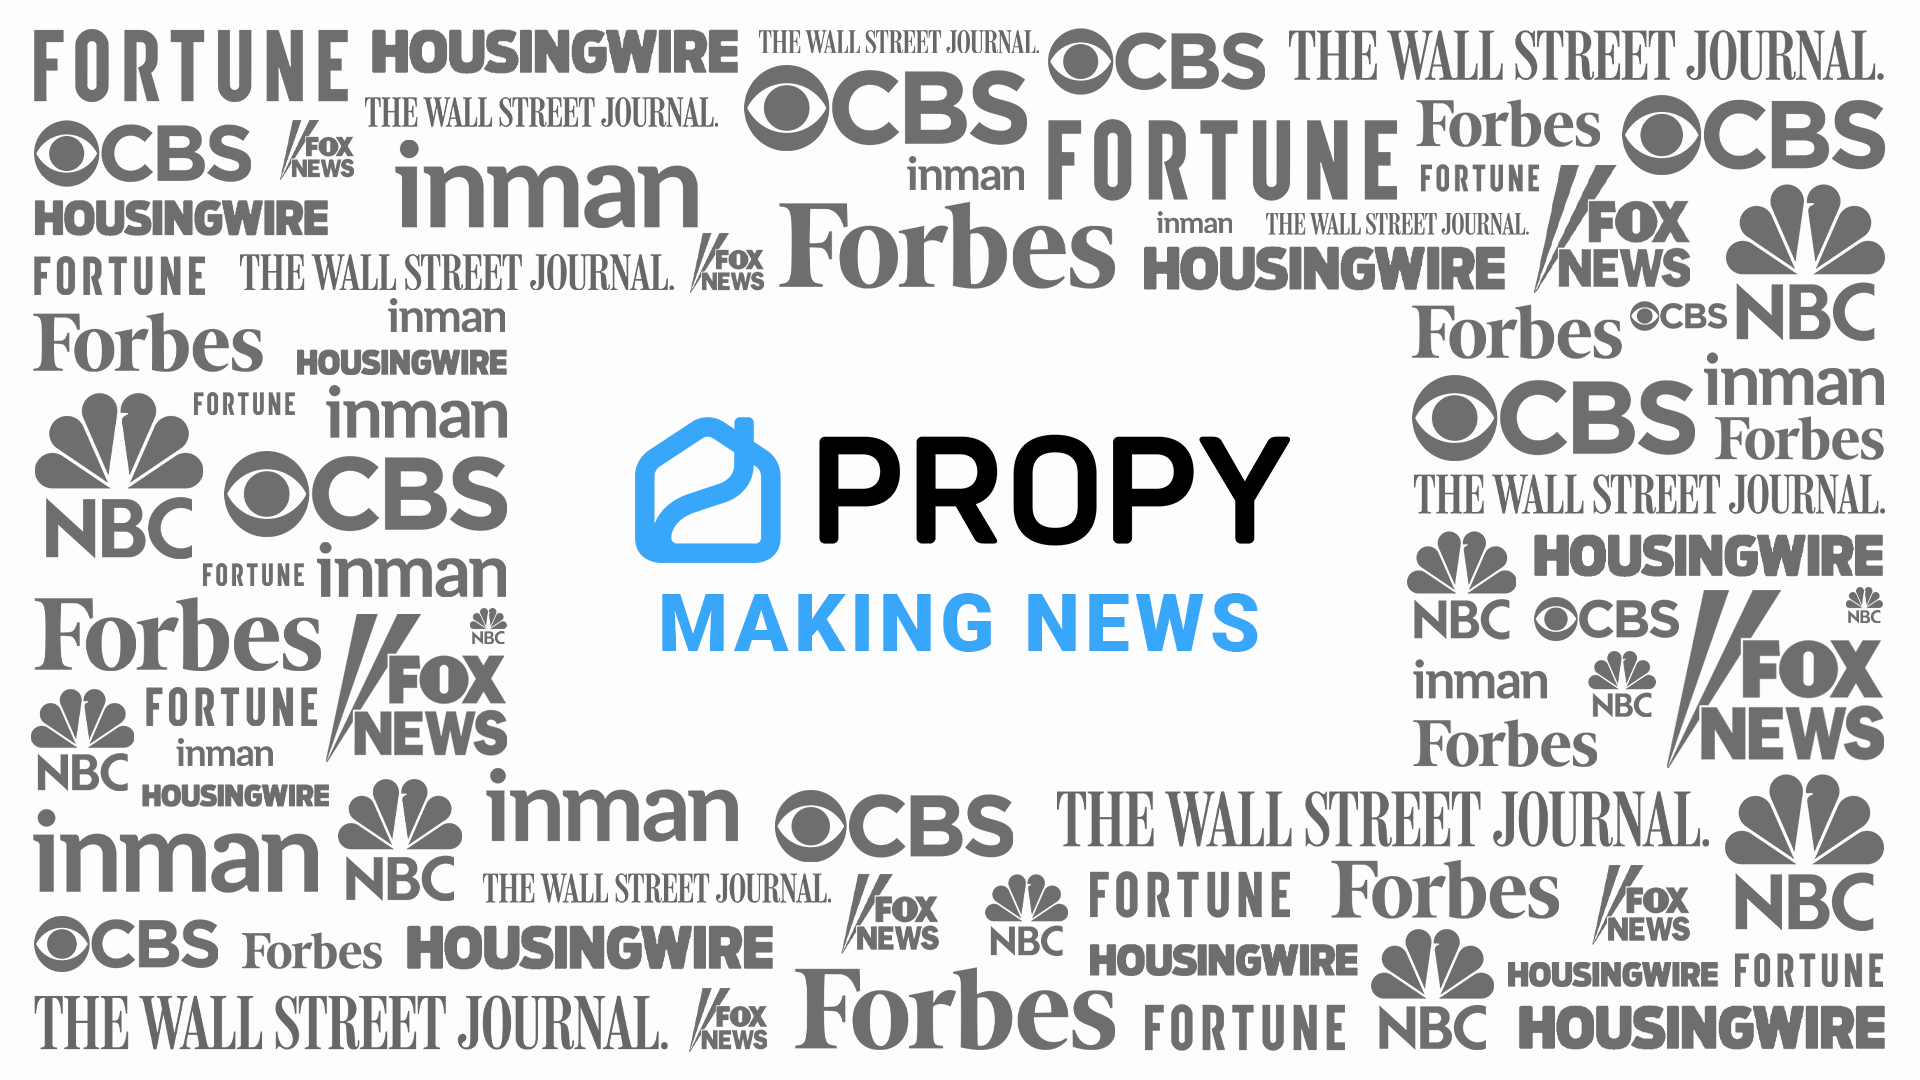 FORTUNE HOUSINGWIRE THE WALL STREET JOURNAL. CBS THE WALL STREET JOURNAL.
THE WALL STREET JOURNAL. CBS Forbes CBS
CBS FOX NEWS inman inman FORTUNE FORTUNE
HOUSINGWIRE Forbes inman THE WALL STREET JOURNAL. FOX NEWS NBC
FORTUNE THE WALL STREET JOURNAL. FOX NEWS HOUSINGWIRE
Forbes inman Forbes CBS
HOUSINGWIRE inman
NBC FORTUNE inman CBS Forbes
PROPY
CBS THE WALL STREET JOURNAL.
FORTUNE inman NBC HOUSINGWIRE
MAKING NEWS
Forbes FOX NEWS NBC CBS FOX NEWS NBC
NBC FORTUNE inman NBC
inman Forbes
HOUSINGWIRE
inman NBC inman CBS THE WALL STREET JOURNAL. NBC
THE WALL STREET JOURNAL. FOX NEWS NBC FORTUNE Forbes FOX NEWS
CBS Forbes HOUSINGWIRE HOUSINGWIRE NBC HOUSINGWIRE FORTUNE
THE WALL STREET JOURNAL. FOX NEWS Forbes FORTUNE HOUSINGWIRE